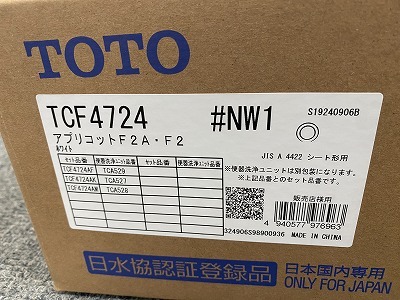 TOTO
TCF4724 #NW1 S19240906B
アプリコットF2A・F2
ホワイト
JIS A 4422 シート形用
セット品番 便器洗浄ユニット品番 セット品番 便器洗浄ユニット品番
TCF4724AF TCA529
TCF4724AK TCA527
TCF4724AM TCA528
※便器洗浄ユニットは別包装になります。
※上記品番とのセット品番です。
販売店様用
4 940577 978963
324906S98900936 MADE IN CHINA
日水協認証登録品
日本国内専用
ONLY FOR JAPAN